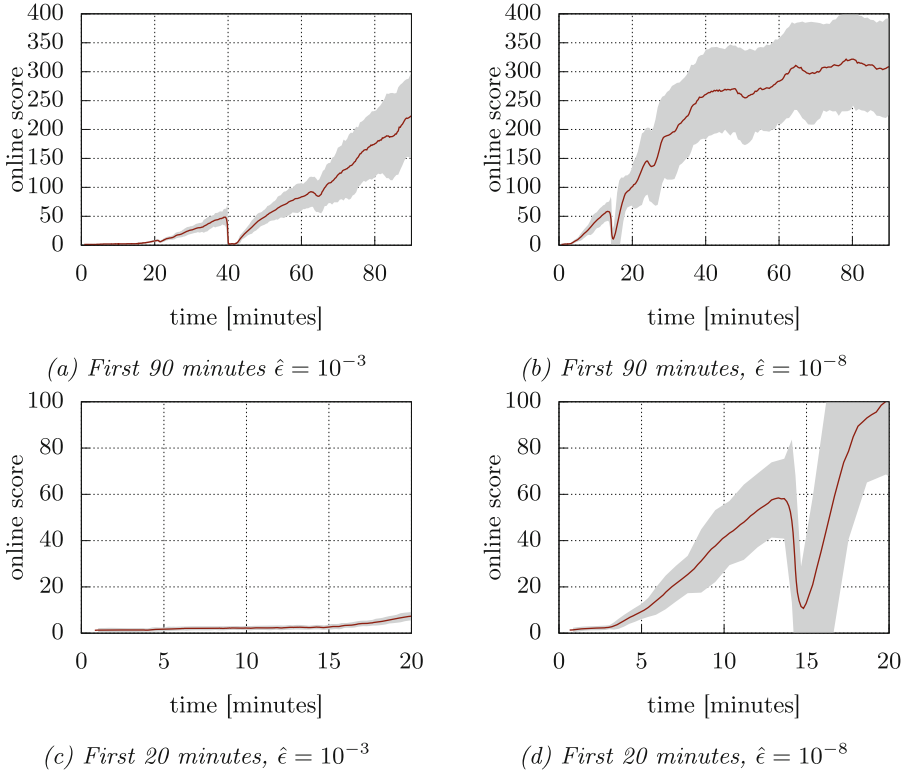 400
350
300
250
200
150
100
50
0
online score
0 20 40 60 80
time [minutes]
(a) First 90 minutes ε̂ = 10⁻³
400
350
300
250
200
150
100
50
0
online score
0 20 40 60 80
time [minutes]
(b) First 90 minutes, ε̂ = 10⁻⁸
100
80
60
40
20
0
online score
0 5 10 15 20
time [minutes]
(c) First 20 minutes, ε̂ = 10⁻³
100
80
60
40
20
0
online score
0 5 10 15 20
time [minutes]
(d) First 20 minutes, ε̂ = 10⁻⁸